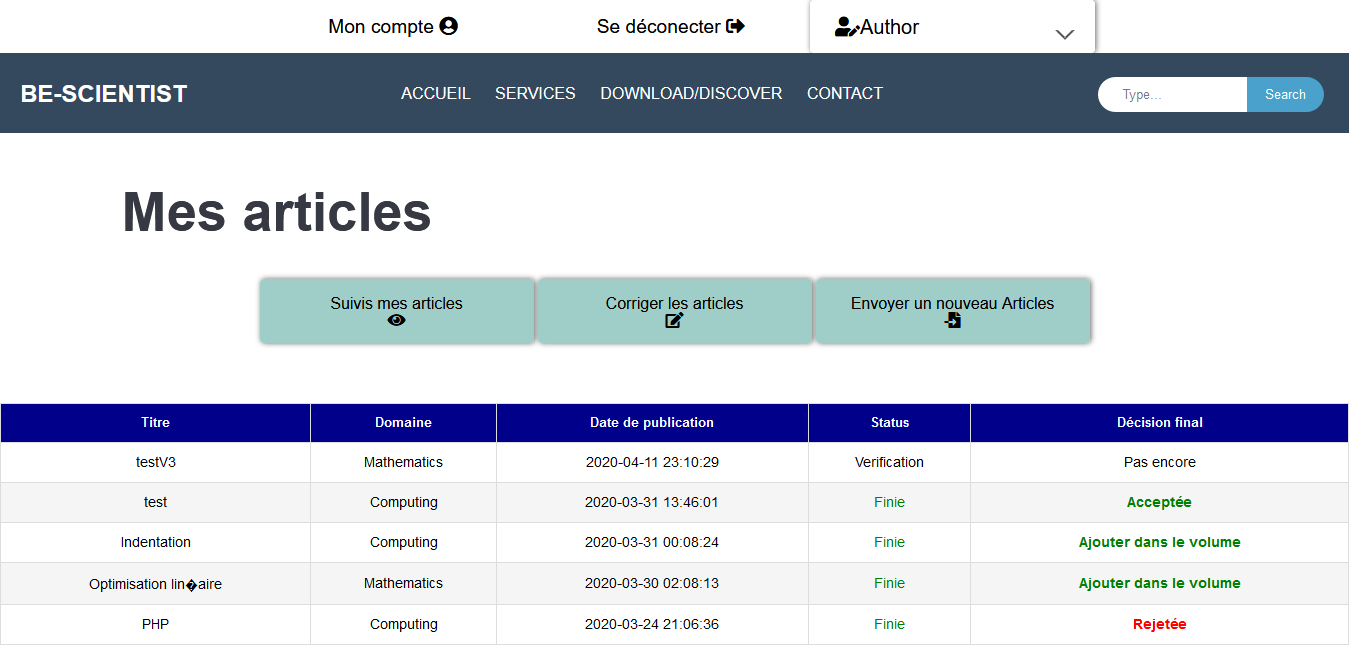 Mon compte Se déconecter Author
BE-SCIENTIST ACCUEIL SERVICES DOWNLOAD/DISCOVER CONTACT Type... Search
Mes articles
Suivis mes articles Corriger les articles Envoyer un nouveau Articles
Titre Domaine Date de publication Status Décision final
testV3 Mathematics 2020-04-11 23:10:29 Verification Pas encore
test Computing 2020-03-31 13:46:01 Finie Acceptée
Indentation Computing 2020-03-31 00:08:24 Finie Ajouter dans le volume
Optimisation lin�aire Mathematics 2020-03-30 02:08:13 Finie Ajouter dans le volume
PHP Computing 2020-03-24 21:06:36 Finie Rejetée